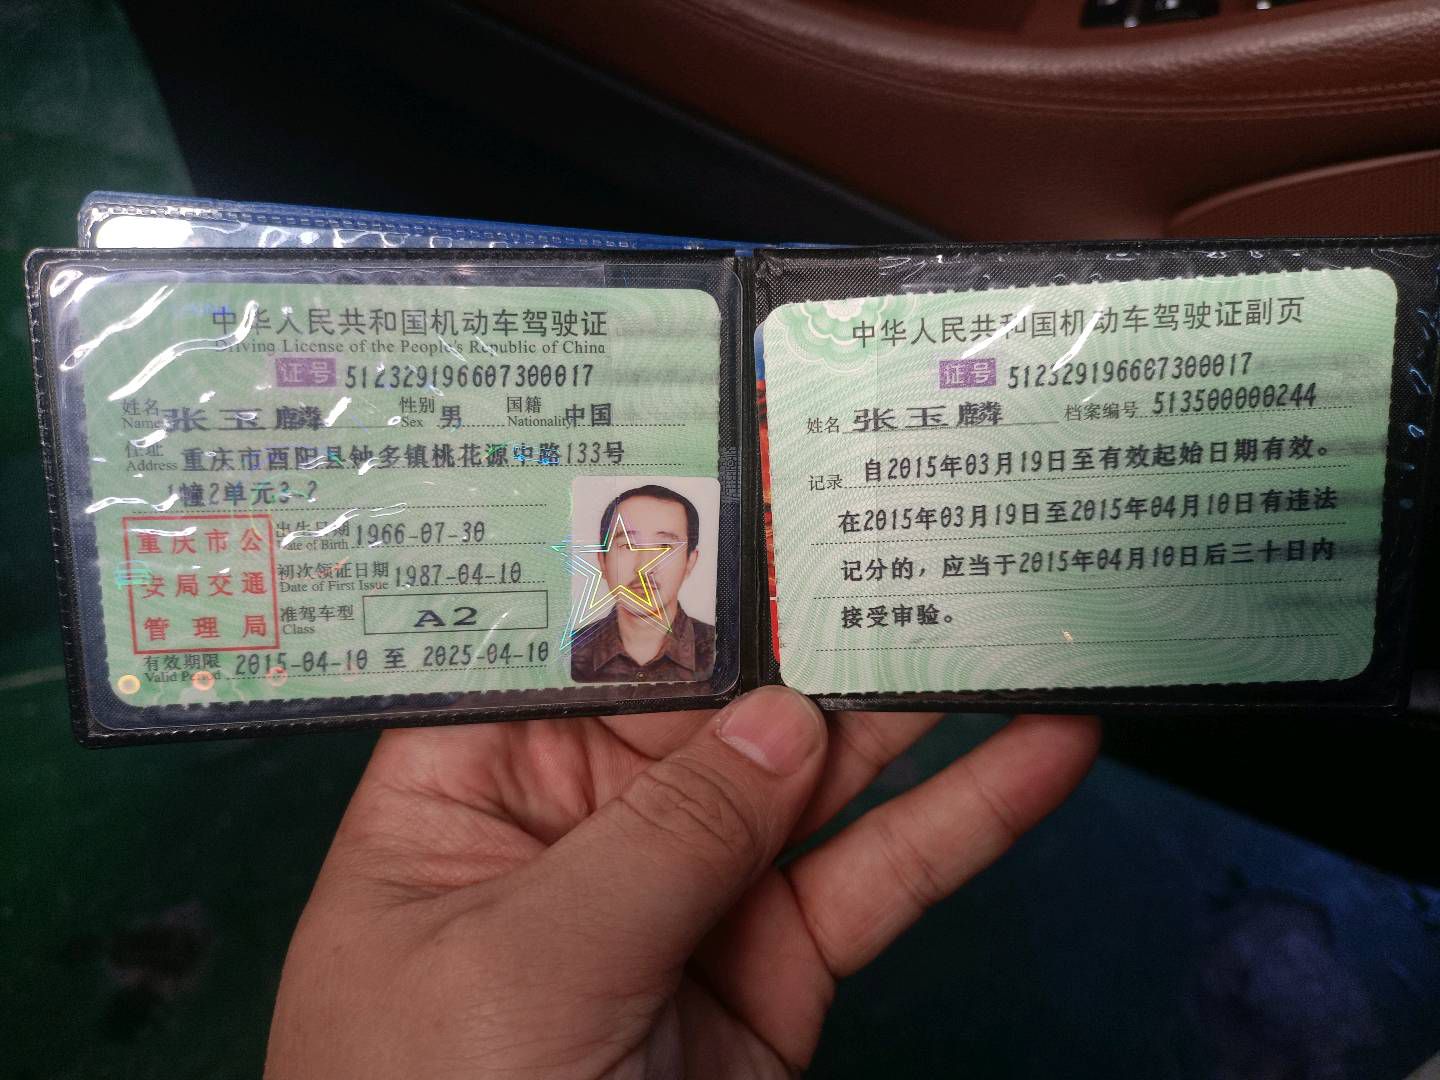 中华人民共和国机动车驾驶证
Driving License of the People's Republic of China
证号 512329196607300017
姓名 Name 张玉麟 性别 Sex 男 国籍 Nationality 中国
住址 Address 重庆市酉阳县钟多镇桃花源中路133号
1幢2单元3-2
出生日期 Date of Birth 1966-07-30
初次领证日期 Date of First Issue 1987-04-10
准驾车型 Class A2
有效期限 Valid Period 2015-04-10 至 2025-04-10
重庆市公
安局交通
管理局
中华人民共和国机动车驾驶证副页
证号 512329196607300017
姓名 张玉麟 档案编号 513500000244
记录 自2015年03月19日至有效起始日期有效。
在2015年03月19日至2015年04月10日有违法
记分的，应当于2015年04月10日后三十日内
接受审验。